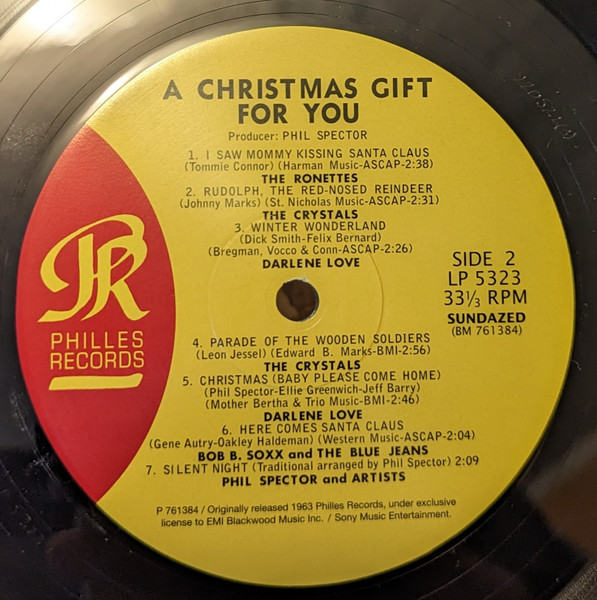 A CHRISTMAS GIFT
FOR YOU
Producer: PHIL SPECTOR
1. I SAW MOMMY KISSING SANTA CLAUS
(Tommie Connor) (Harman Music-ASCAP-2:38)
THE RONETTES
2. RUDOLPH, THE RED-NOSED REINDEER
(Johnny Marks) (St. Nicholas Music-ASCAP-2:31)
THE CRYSTALS
3. WINTER WONDERLAND
(Dick Smith-Felix Bernard)
(Bregman, Vocco & Conn-ASCAP-2:26)
DARLENE LOVE
PR
PHILLES
RECORDS
SIDE 2
LP 5323
33⅓ RPM
SUNDAZED
(BM 761384)
4. PARADE OF THE WOODEN SOLDIERS
(Leon Jessel) (Edward B. Marks-BMI-2:56)
THE CRYSTALS
5. CHRISTMAS (BABY PLEASE COME HOME)
(Phil Spector-Ellie Greenwich-Jeff Barry)
(Mother Bertha & Trio Music-BMI-2:46)
DARLENE LOVE
6. HERE COMES SANTA CLAUS
(Gene Autry-Oakley Haldeman) (Western Music-ASCAP-2:04)
BOB B. SOXX and THE BLUE JEANS
7. SILENT NIGHT (Traditional arranged by Phil Spector) 2:09
PHIL SPECTOR and ARTISTS
P 761384 / Originally released 1963 Philles Records, under exclusive
license to EMI Blackwood Music Inc. / Sony Music Entertainment.